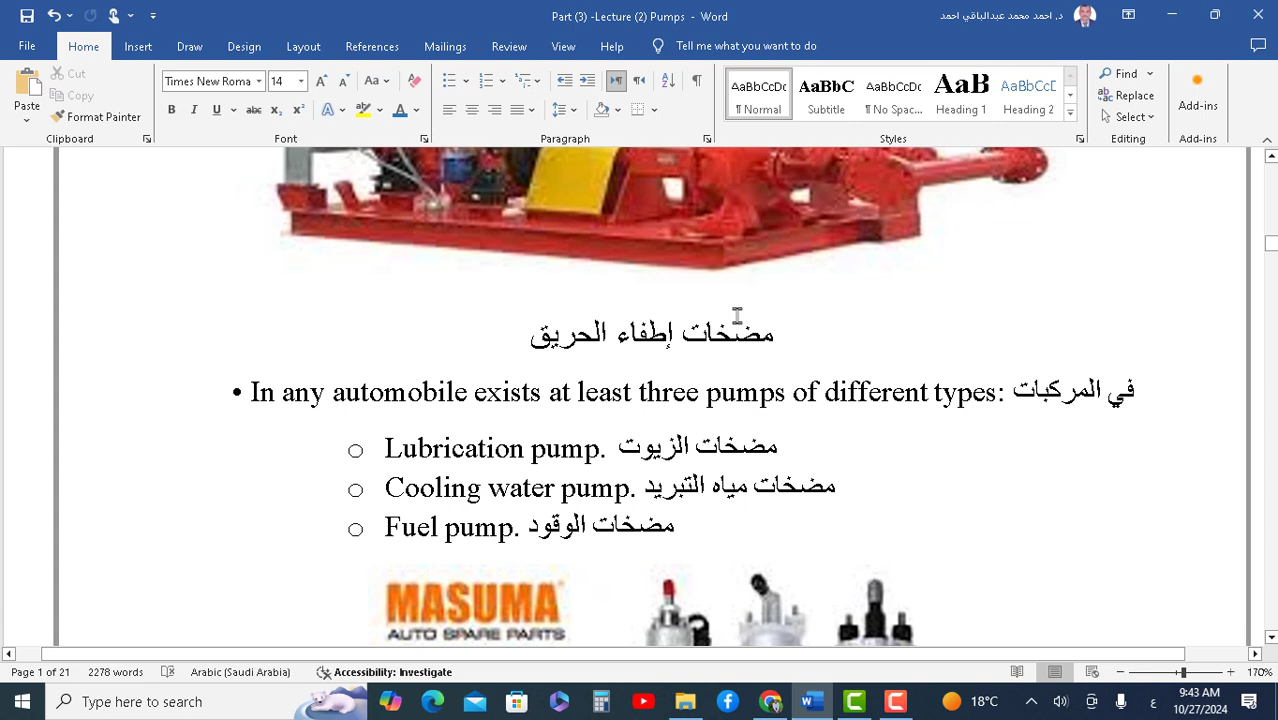 Part (3) -Lecture (2) Pumps - Word
د. احمد محمد عبدالباقي احمد
File Home Insert Draw Design Layout References Mailings Review View Help Tell me what you want to do
Paste
Cut
Copy
Format Painter
Clipboard
Times New Roma 14
Aa
B I U abc x₂ x² A A
Font
Paragraph
AaBbCcDc AaBbC AaBbCcDc AaB AaBbCcE
¶ Normal Subtitle ¶ No Spac... Heading 1 Heading 2
Styles
Find
Replace
Select
Editing
Add-ins
Add-ins
مضخات إطفاء الحريق
• In any automobile exists at least three pumps of different types: في المركبات
o Lubrication pump. مضخات الزيوت
o Cooling water pump. مضخات مياه التبريد
o Fuel pump. مضخات الوقود
MASUMA
AUTO SPARE PARTS
Page 1 of 21 2278 words Arabic (Saudi Arabia) Accessibility: Investigate 170%
Type here to search
18°C
ع
9:43 AM
10/27/2024